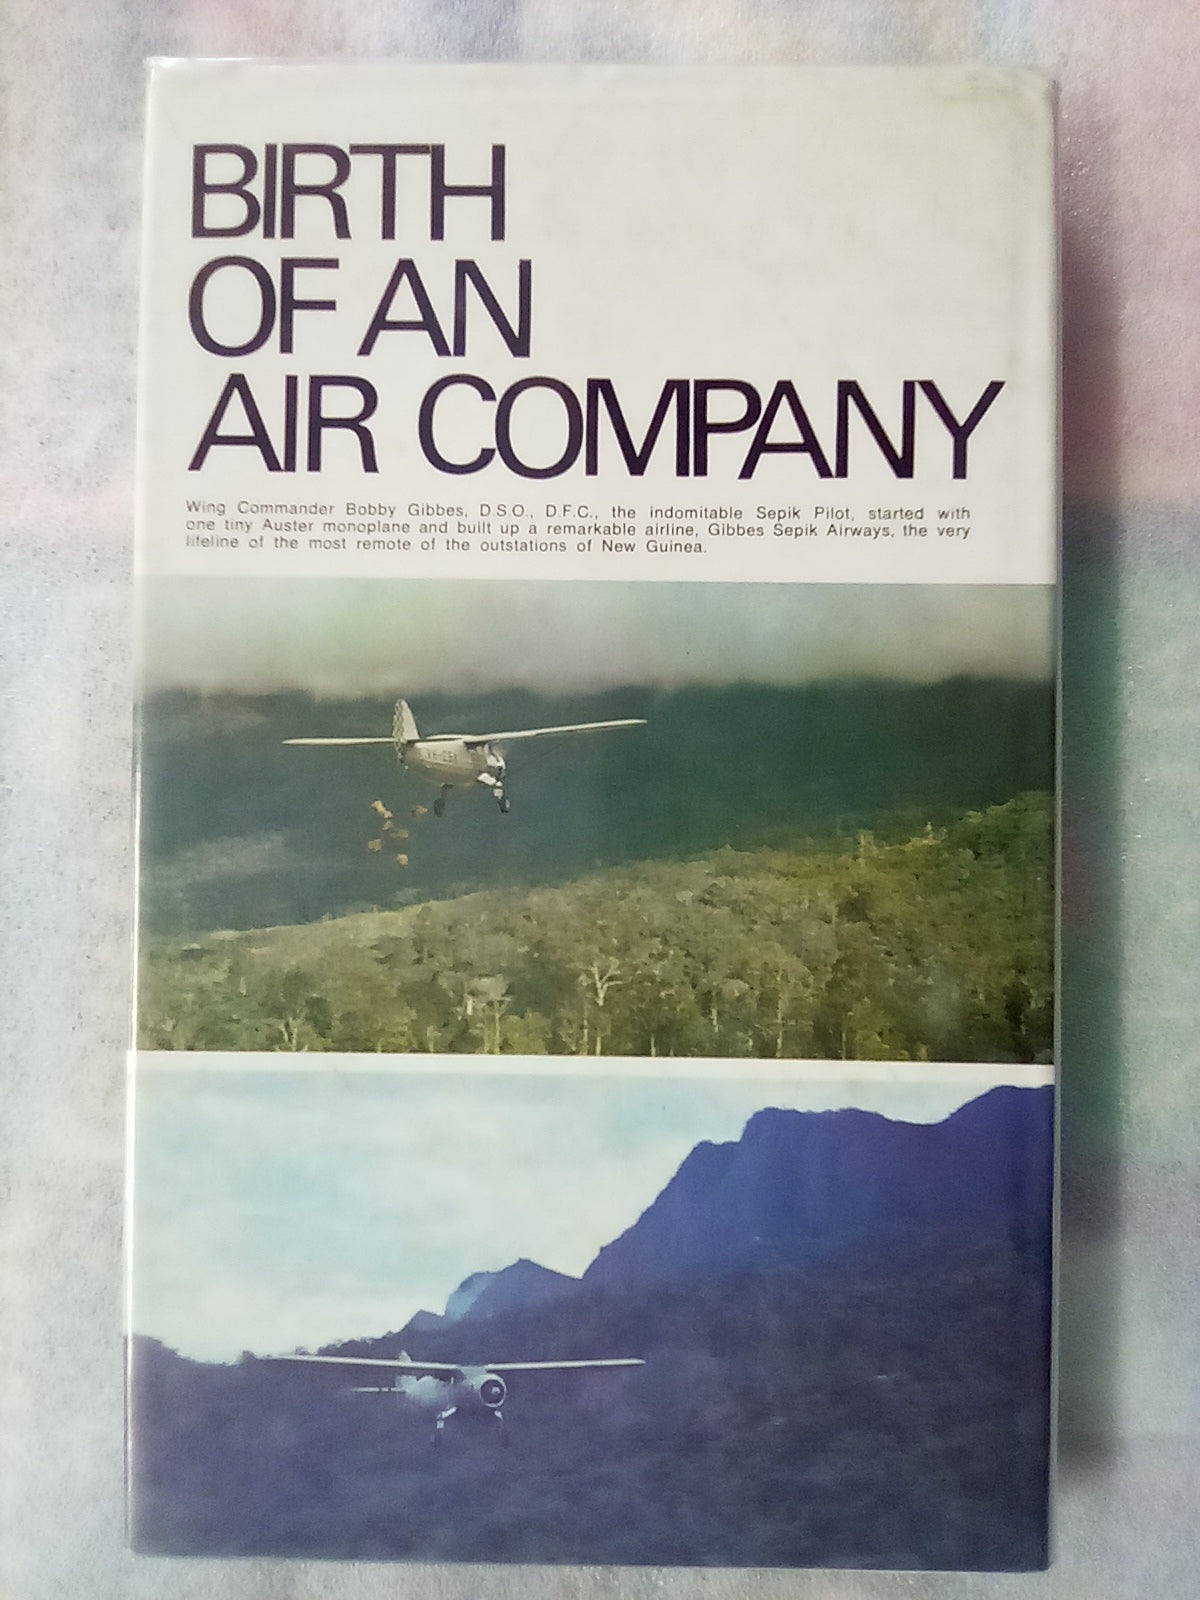 BIRTH
OF AN
AIR COMPANY
Wing Commander Bobby Gibbes, D.S.O., D.F.C., the indomitable Sepik Pilot, started with
one tiny Auster monoplane and built up a remarkable airline, Gibbes Sepik Airways, the very
lifeline of the most remote of the outstations of New Guinea.